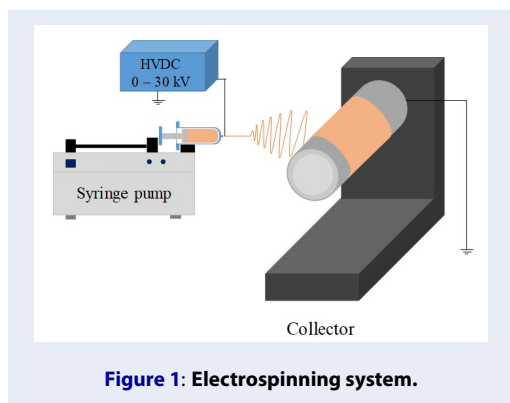 HVDC
0 – 30 kV
Syringe pump
Collector
Figure 1: Electrospinning system.